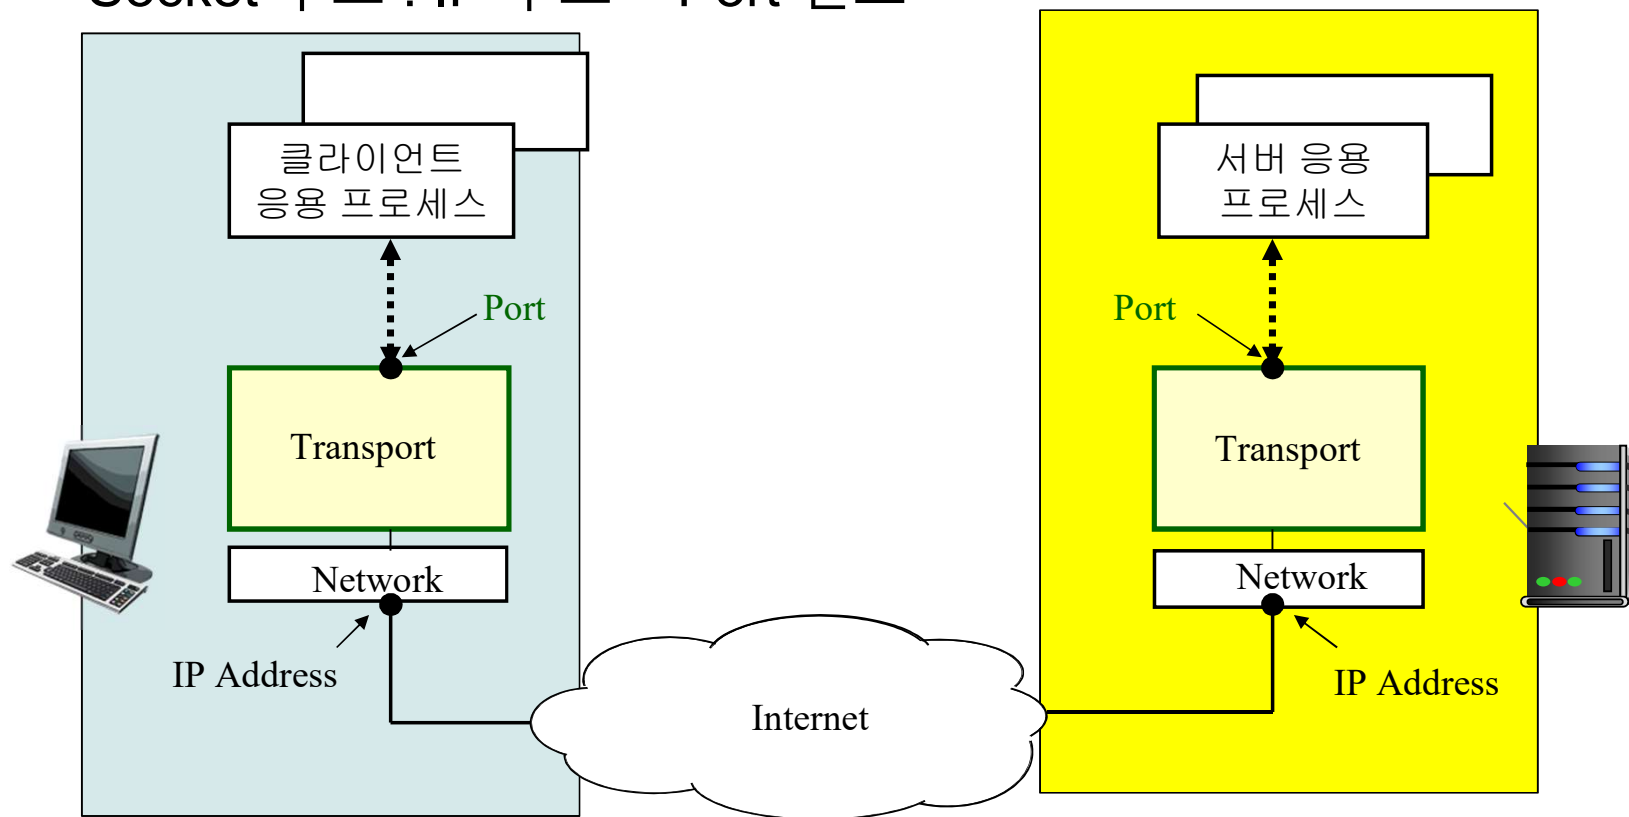 클라이언트
응용 프로세스
서버 응용
프로세스
Port
Port
Transport
Transport
Network
Network
IP Address
IP Address
Internet